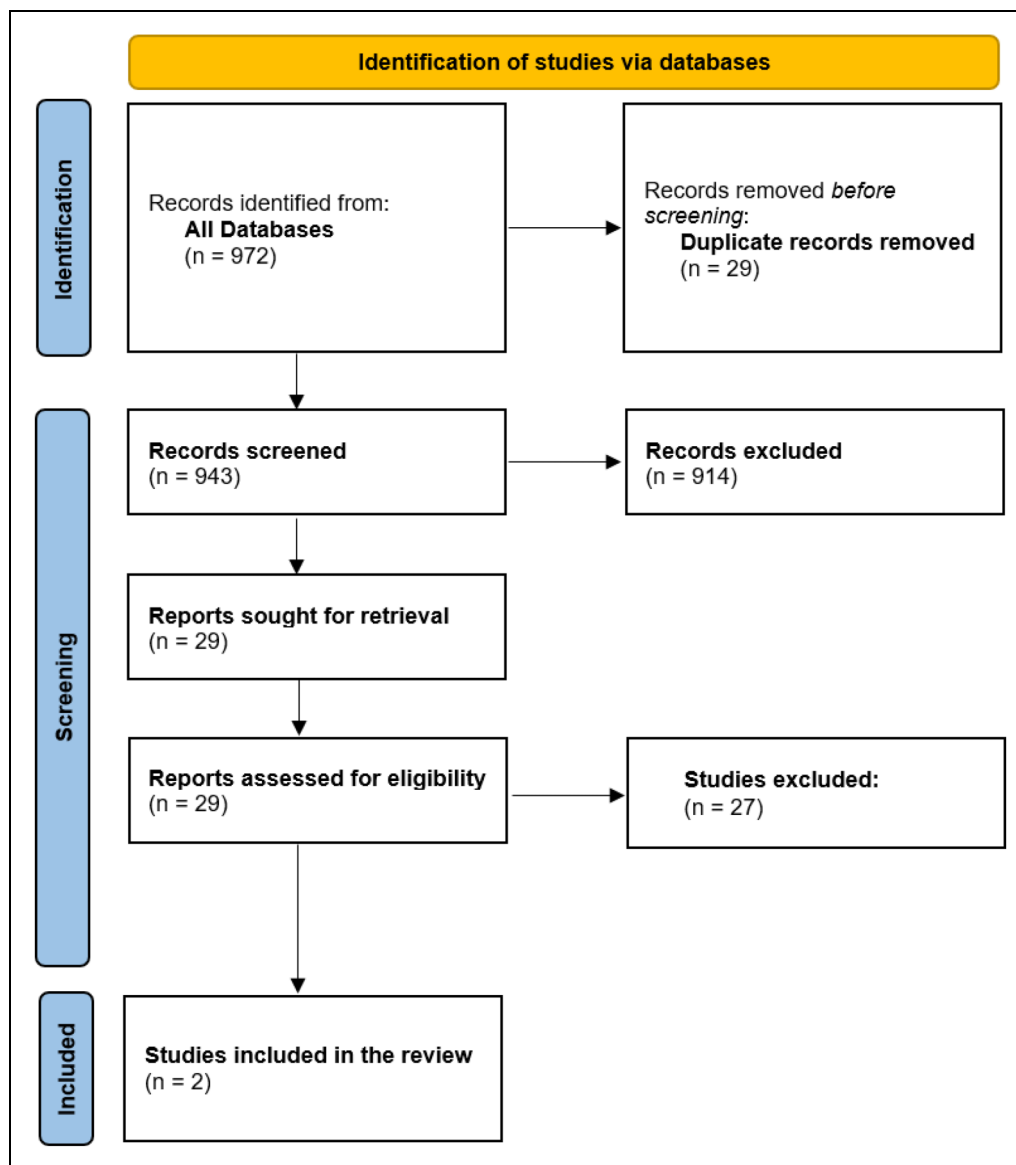 Identification of studies via databases
Identification
Records identified from:
All Databases
(n = 972)
Records removed before
screening:
Duplicate records removed
(n = 29)
Screening
Records screened
(n = 943)
Records excluded
(n = 914)
Reports sought for retrieval
(n = 29)
Reports assessed for eligibility
(n = 29)
Studies excluded:
(n = 27)
Included
Studies included in the review
(n = 2)